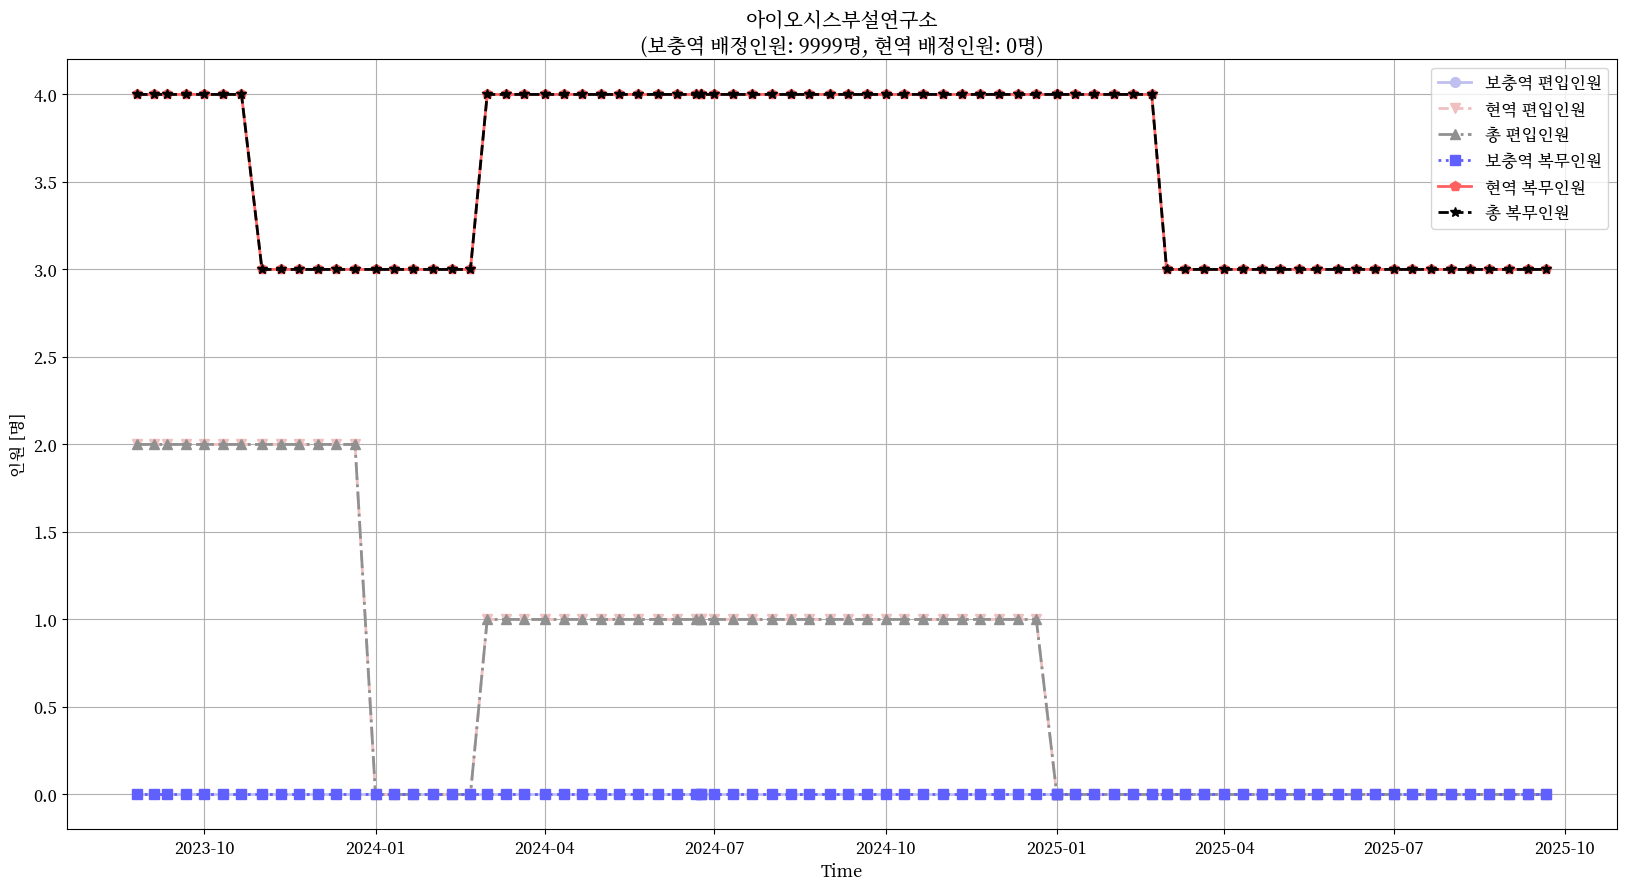 아이오시스부설연구소
(보충역 배정인원: 9999명, 현역 배정인원: 0명)
보충역 편입인원
현역 편입인원
총 편입인원
보충역 복무인원
현역 복무인원
총 복무인원
인원 [명]
4.0
3.5
3.0
2.5
2.0
1.5
1.0
0.5
0.0
2023-10
2024-01
2024-04
2024-07
2024-10
2025-01
2025-04
2025-07
2025-10
Time